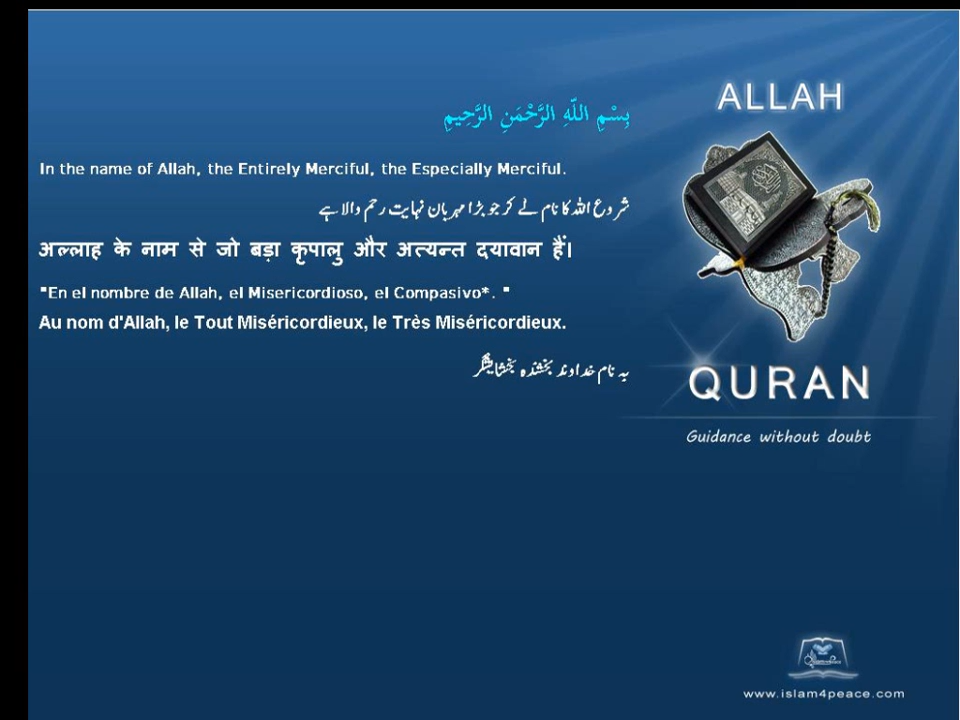 بِسْمِ اللَّهِ الرَّحْمَنِ الرَّحِيمِ
In the name of Allah, the Entirely Merciful, the Especially Merciful.
شروع اللہ کا نام لے کر جو بڑا مہربان نہایت رحم والا ہے
अल्लाह के नाम से जो बड़ा कृपालु और अत्यन्त दयावान हैं।
"En el nombre de Allah, el Misericordioso, el Compasivo*. "
Au nom d'Allah, le Tout Miséricordieux, le Très Miséricordieux.
به نام خداوند بخشنده بخشایشگر
ALLAH
QURAN
Guidance without doubt
www.islam4peace.com